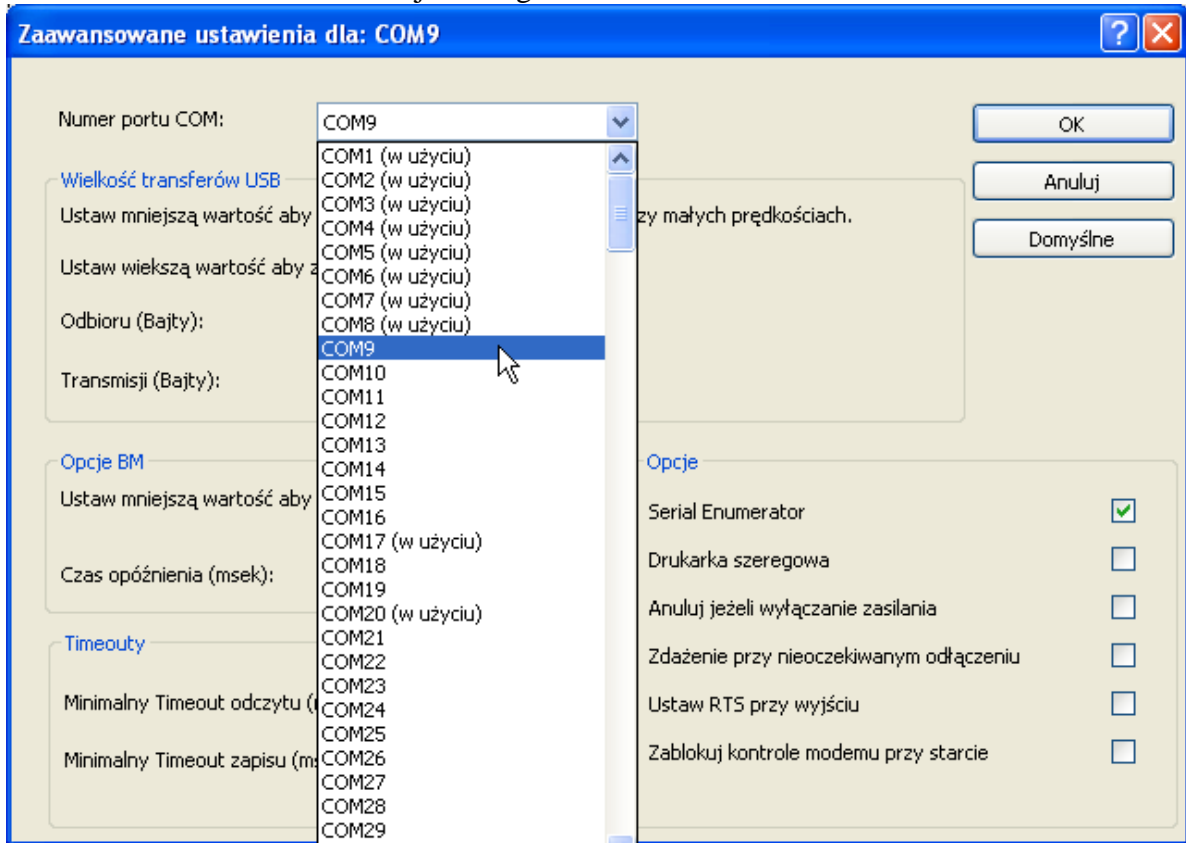 Zaawansowane ustawienia dla: COM9
Numer portu COM:
COM9
OK
Anuluj
Domyślne
COM1 (w użyciu)
COM2 (w użyciu)
COM3 (w użyciu)
COM4 (w użyciu)
COM5 (w użyciu)
COM6 (w użyciu)
COM7 (w użyciu)
COM8 (w użyciu)
COM9
COM10
COM11
COM12
COM13
COM14
COM15
COM16
COM17 (w użyciu)
COM18
COM19
COM20 (w użyciu)
COM21
COM22
COM23
COM24
COM25
COM26
COM27
COM28
COM29
Wielkość transferów USB
Ustaw mniejszą wartość aby
małych prędkościach.
Ustaw wiekszą wartość aby
Odbioru (Bajty):
Transmisji (Bajty):
Opcje BM
Ustaw mniejszą wartość aby
Czas opóźnienia (msek):
Timeouty
Minimalny Timeout odczytu
Minimalny Timeout zapisu
Opcje
Serial Enumerator
Drukarka szeregowa
Anuluj jeżeli wyłączanie zasilania
Zdażenie przy nieoczekiwanym odłączeniu
Ustaw RTS przy wyjściu
Zablokuj kontrole modemu przy starcie